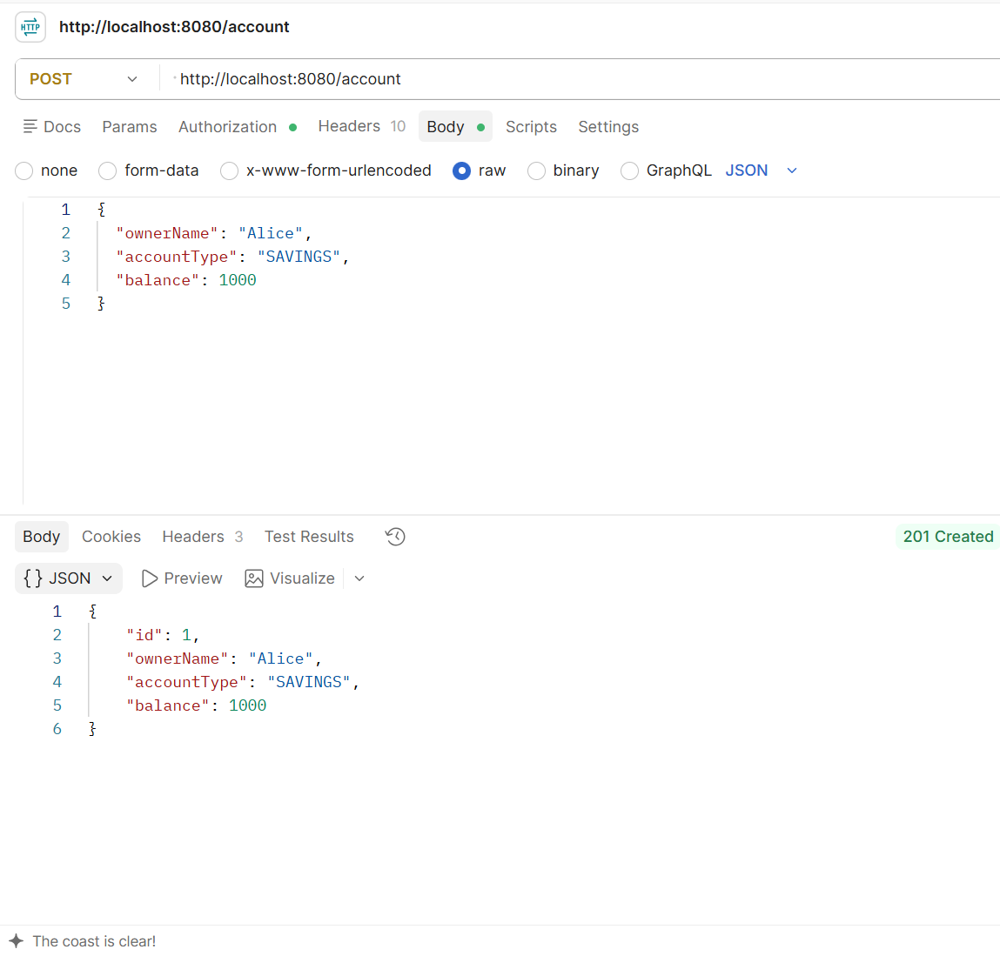 HTTP http://localhost:8080/account
POST http://localhost:8080/account
Docs Params Authorization Headers 10 Body Scripts Settings
none form-data x-www-form-urlencoded raw binary GraphQL JSON
1 {
2 "ownerName": "Alice",
3 "accountType": "SAVINGS",
4 "balance": 1000
5 }
Body Cookies Headers 3 Test Results 201 Created
{} JSON Preview Visualize
1 {
2 "id": 1,
3 "ownerName": "Alice",
4 "accountType": "SAVINGS",
5 "balance": 1000
6 }
The coast is clear!